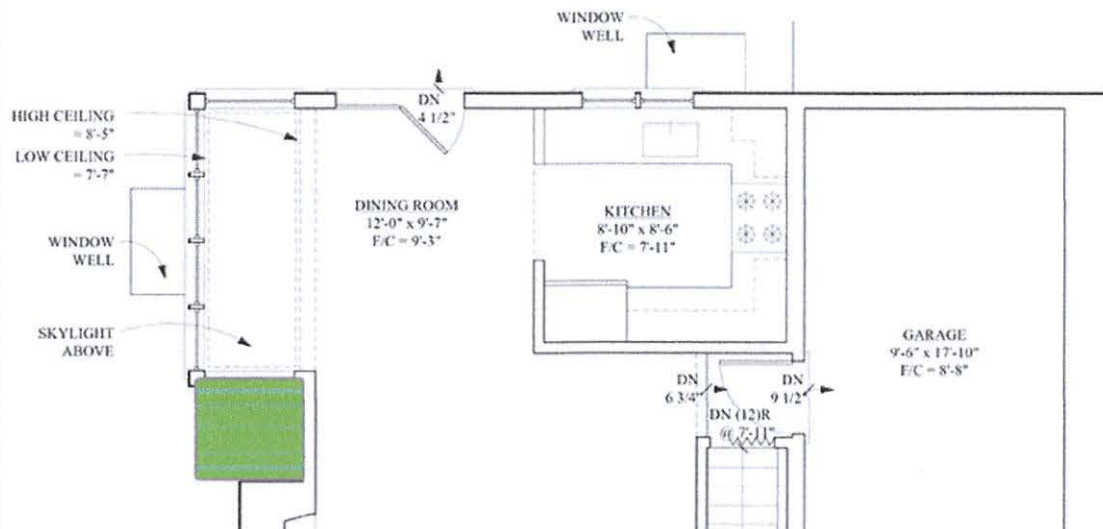 WINDOW
WELL
HIGH CEILING
= 8'-5"
LOW CEILING
= 7'-7"
DN
4 1/2"
DINING ROOM
12'-0" x 9'-7"
F/C = 9'-3"
KITCHEN
8'-10" x 8'-6"
F/C = 7'-11"
WINDOW
WELL
SKYLIGHT
ABOVE
GARAGE
9'-6" x 17'-10"
F/C = 8'-8"
DN
6 3/4"
DN
9 1/2"
DN (12)R
@ 7'-11"